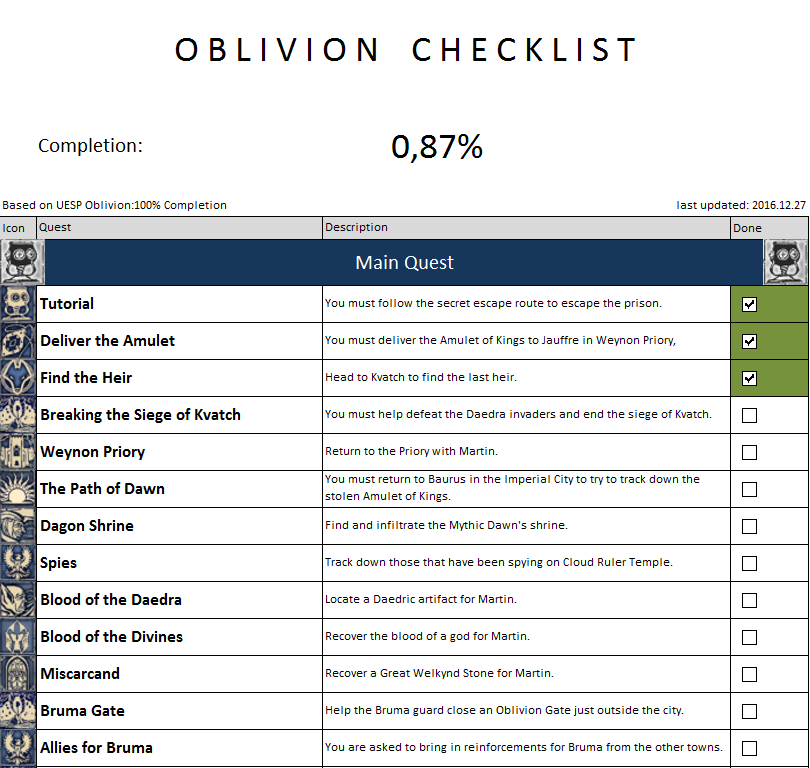 OBLIVION CHECKLIST
Completion: 0,87%
Based on UESP Oblivion:100% Completion last updated: 2016.12.27
Icon Quest Description Done
Main Quest
Tutorial You must follow the secret escape route to escape the prison.
Deliver the Amulet You must deliver the Amulet of Kings to Jauffre in Weynon Priory,
Find the Heir Head to Kvatch to find the last heir.
Breaking the Siege of Kvatch You must help defeat the Daedra invaders and end the siege of Kvatch.
Weynon Priory Return to the Priory with Martin.
The Path of Dawn You must return to Baurus in the Imperial City to try to track down the
stolen Amulet of Kings.
Dagon Shrine Find and infiltrate the Mythic Dawn's shrine.
Spies Track down those that have been spying on Cloud Ruler Temple.
Blood of the Daedra Locate a Daedric artifact for Martin.
Blood of the Divines Recover the blood of a god for Martin.
Miscarcand Recover a Great Welkynd Stone for Martin.
Bruma Gate Help the Bruma guard close an Oblivion Gate just outside the city.
Allies for Bruma You are asked to bring in reinforcements for Bruma from the other towns.